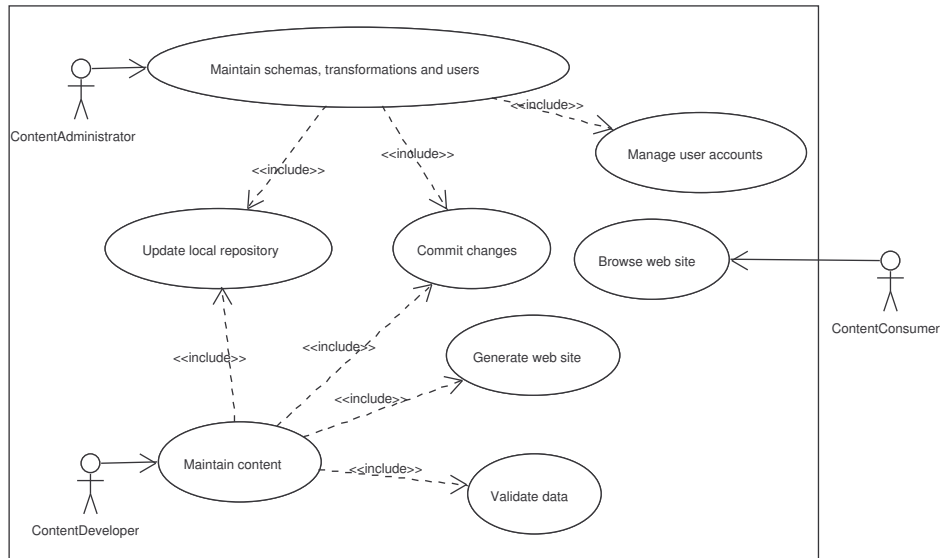 Maintain schemas, transformations and users
ContentAdministrator
<<include>>
Manage user accounts
<<include>>
<<include>>
Update local repository
Commit changes
Browse web site
ContentConsumer
<<include>>
<<include>>
Generate web site
<<include>>
Maintain content
<<include>>
Validate data
ContentDeveloper